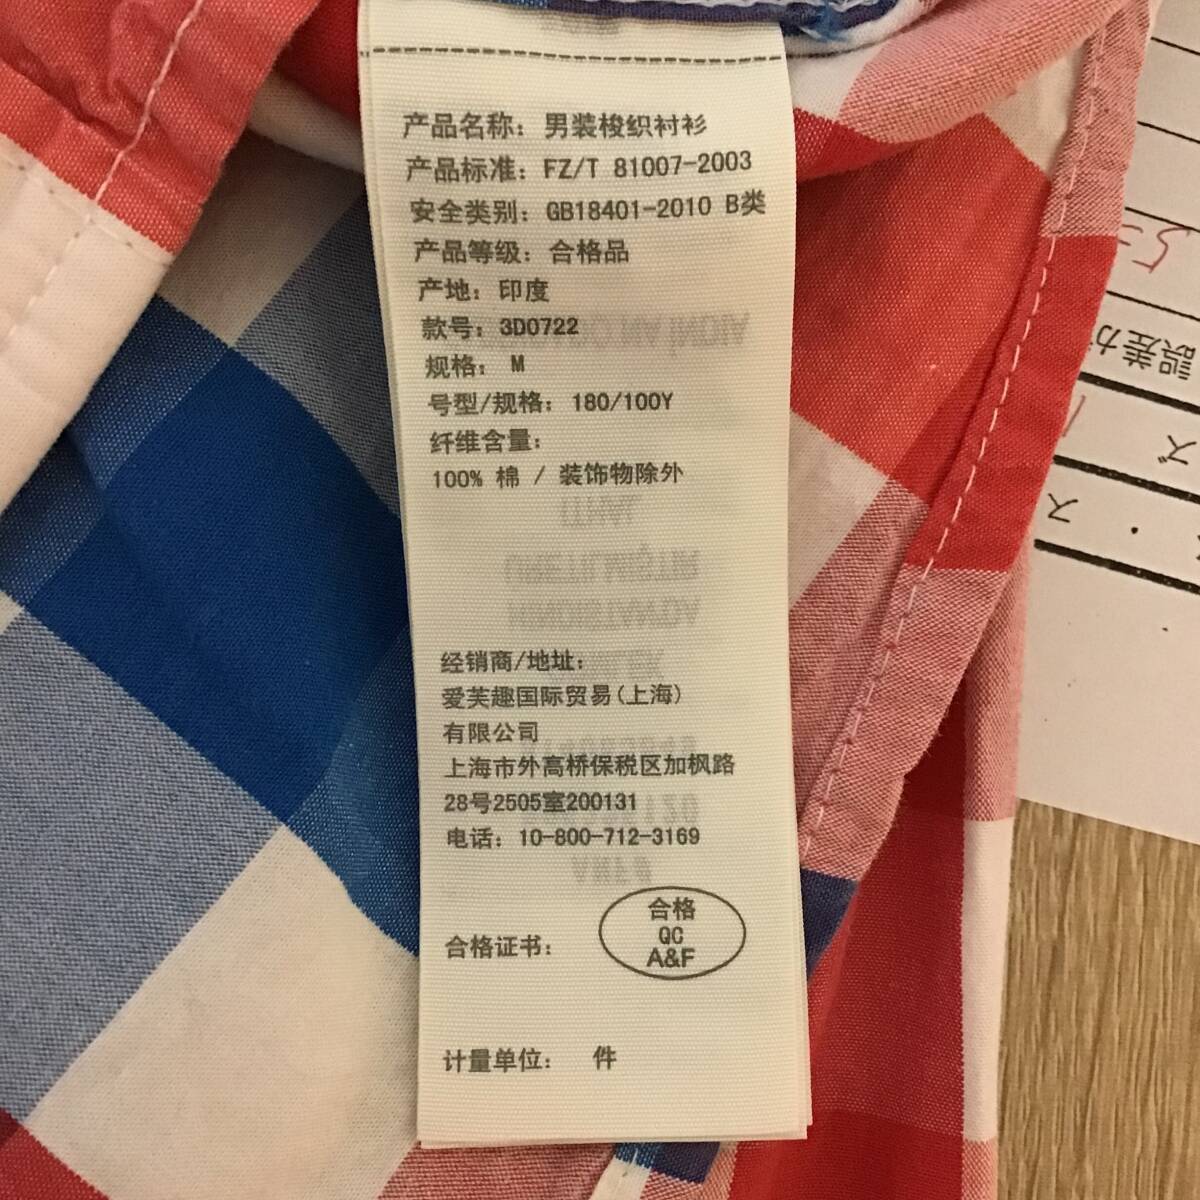 产品名称: 男装梭织衬衫
产品标准: FZ/T 81007-2003
安全类别: GB18401-2010 B类
产品等级: 合格品
产地: 印度
款号: 3D0722
规格: M
号型/规格: 180/100Y
纤维含量:
100% 棉 / 装饰物除外
经销商/地址:
爱芙趣国际贸易(上海)
有限公司
上海市外高桥保税区加枫路
28号2505室200131
电话: 10-800-712-3169
合格
QC
A&F
合格证书:
计量单位: 件
誤差が
ズ
ス